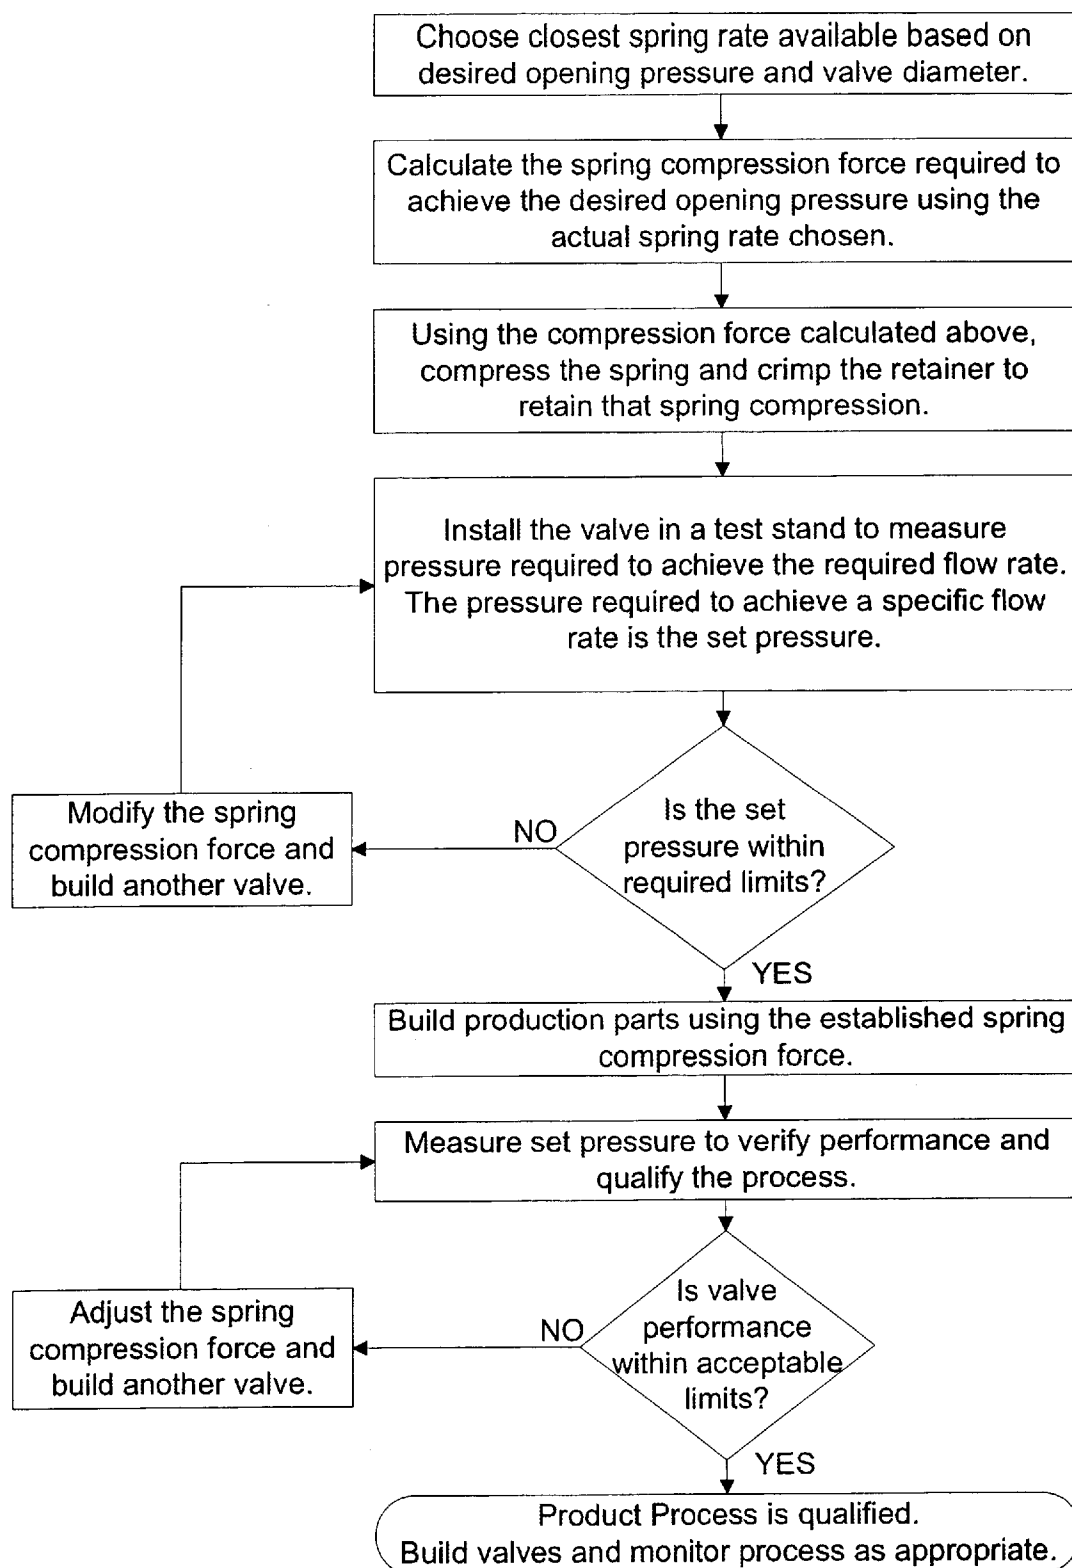 Choose closest spring rate available based on
desired opening pressure and valve diameter.
Calculate the spring compression force required to
achieve the desired opening pressure using the
actual spring rate chosen.
Using the compression force calculated above,
compress the spring and crimp the retainer to
retain that spring compression.
Install the valve in a test stand to measure
pressure required to achieve the required flow rate.
The pressure required to achieve a specific flow
rate is the set pressure.
Is the set
pressure within
required limits?
NO
Modify the spring
compression force and
build another valve.
YES
Build production parts using the established spring
compression force.
Measure set pressure to verify performance and
qualify the process.
Is valve
performance
within acceptable
limits?
NO
Adjust the spring
compression force and
build another valve.
YES
Product Process is qualified.
Build valves and monitor process as appropriate.